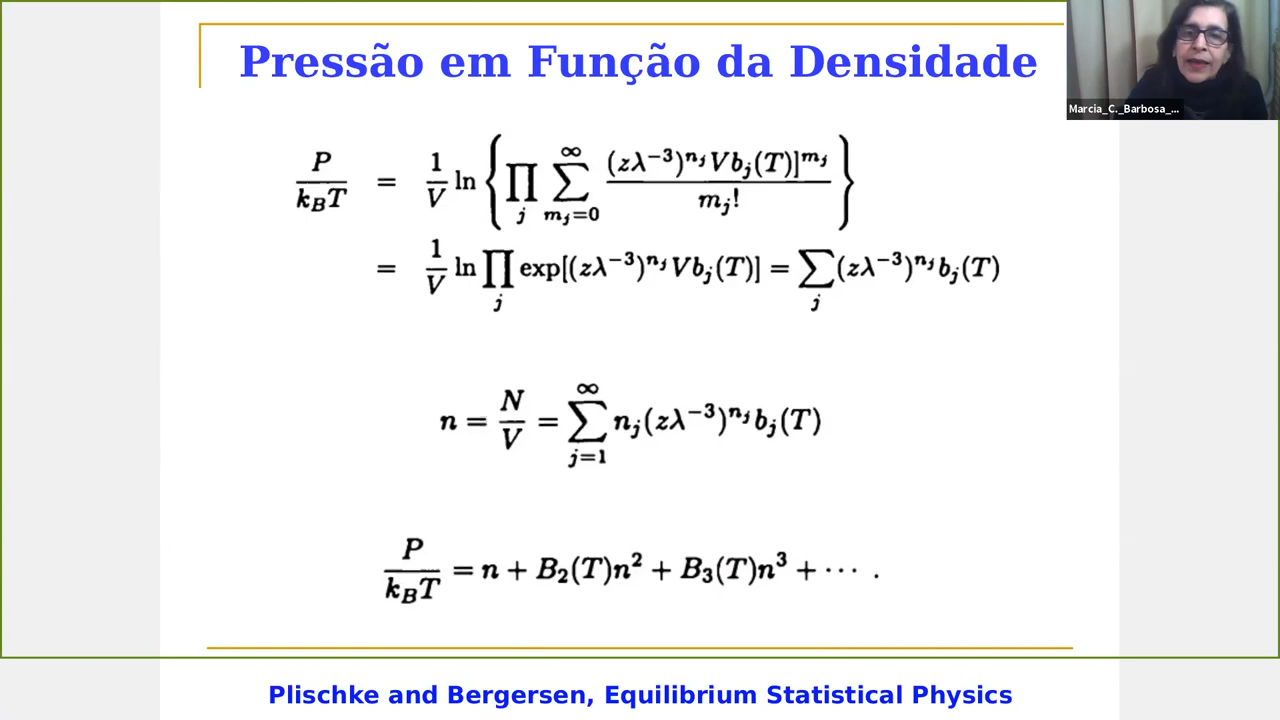 Pressão em Função da Densidade
Marcia_C._Barbosa_...
P/(k_BT) = 1/V ln { ∏_j ∑_{m_j=0}^{∞} (zλ^{-3})^{n_j} V b_j(T)]^{m_j} / m_j! }
= 1/V ln ∏_j exp[(zλ^{-3})^{n_j} V b_j(T)] = ∑_j (zλ^{-3})^{n_j} b_j(T)
n = N/V = ∑_{j=1}^{∞} n_j(zλ^{-3})^{n_j} b_j(T)
P/(k_BT) = n + B_2(T)n^2 + B_3(T)n^3 + ··· .
Plischke and Bergersen, Equilibrium Statistical Physics